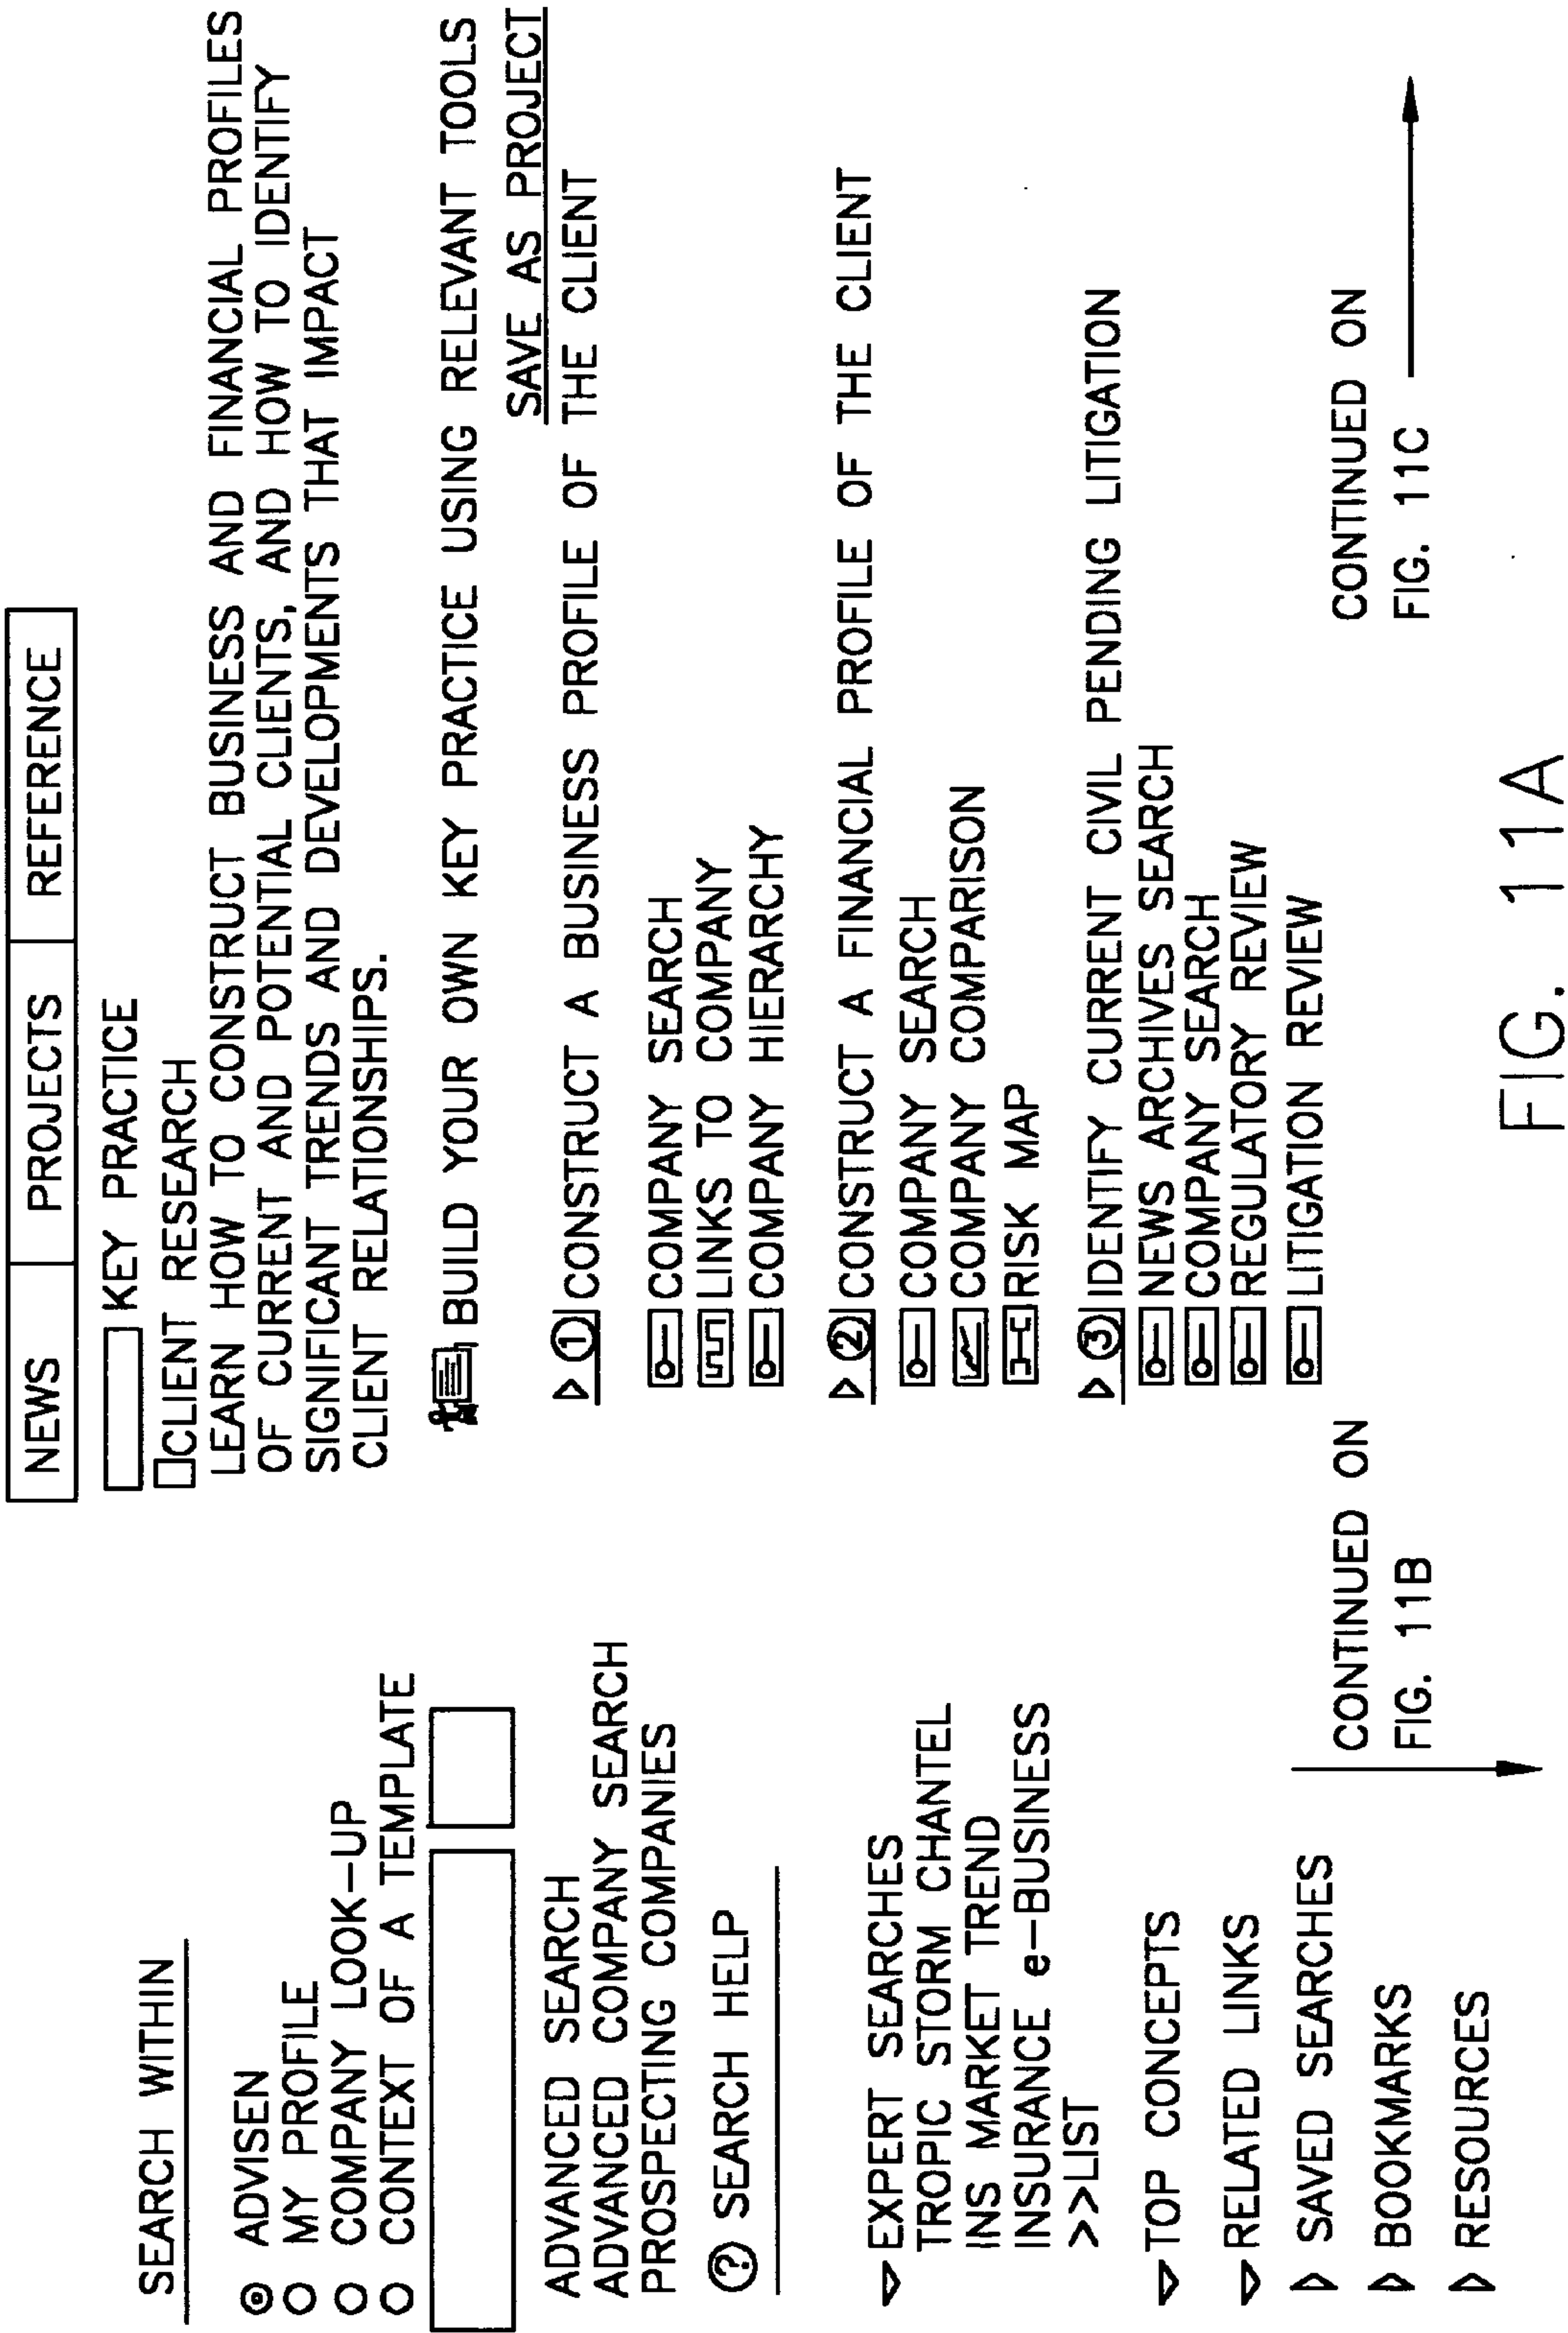 NEWS PROJECTS REFERENCE
SEARCH WITHIN
ADVISEN
MY PROFILE
COMPANY LOOK-UP
CONTEXT OF A TEMPLATE
ADVANCED SEARCH
ADVANCED COMPANY SEARCH
PROSPECTING COMPANIES
? SEARCH HELP
EXPERT SEARCHES
TROPIC STORM CHANTEL
INS MARKET TREND
INSURANCE e-BUSINESS
>>LIST
TOP CONCEPTS
RELATED LINKS
SAVED SEARCHES
BOOKMARKS
RESOURCES
CONTINUED ON
FIG. 11B
KEY PRACTICE
CLIENT RESEARCH
LEARN HOW TO CONSTRUCT BUSINESS AND FINANCIAL PROFILES
OF CURRENT AND POTENTIAL CLIENTS, AND HOW TO IDENTIFY
SIGNIFICANT TRENDS AND DEVELOPMENTS THAT IMPACT
CLIENT RELATIONSHIPS.
BUILD YOUR OWN KEY PRACTICE USING RELEVANT TOOLS
SAVE AS PROJECT
1 CONSTRUCT A BUSINESS PROFILE OF THE CLIENT
COMPANY SEARCH
LINKS TO COMPANY
COMPANY HIERARCHY
2 CONSTRUCT A FINANCIAL PROFILE OF THE CLIENT
COMPANY SEARCH
COMPANY COMPARISON
RISK MAP
3 IDENTIFY CURRENT CIVIL PENDING LITIGATION
NEWS ARCHIVES SEARCH
COMPANY SEARCH
REGULATORY REVIEW
LITIGATION REVIEW
CONTINUED ON
FIG. 11C
FIG. 11A